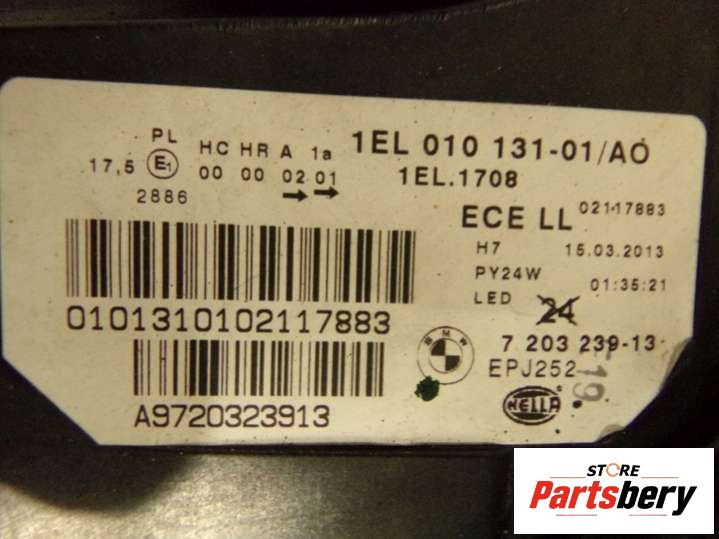 PL HC HR A 1a 1EL 010 131-01/AO
17,5 E1 00 00 02 01 1EL.1708
2886
ECE LL 02117883
H7 15.03.2013
PY24W 01:35:21
LED 24
0101310102117883
BMW 7 203 239-13
EPJ252 -19
HELLA
A9720323913
STORE
Partsbery